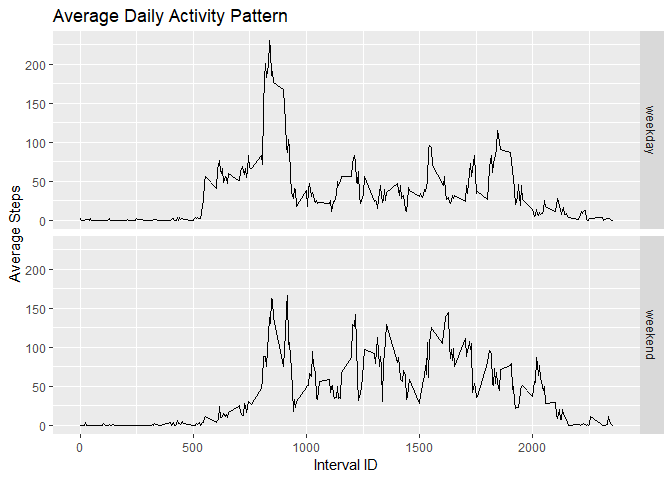 Average Daily Activity Pattern
200
150
100
50
0
weekday
Average Steps
200
150
100
50
0
weekend
0 500 1000 1500 2000
Interval ID